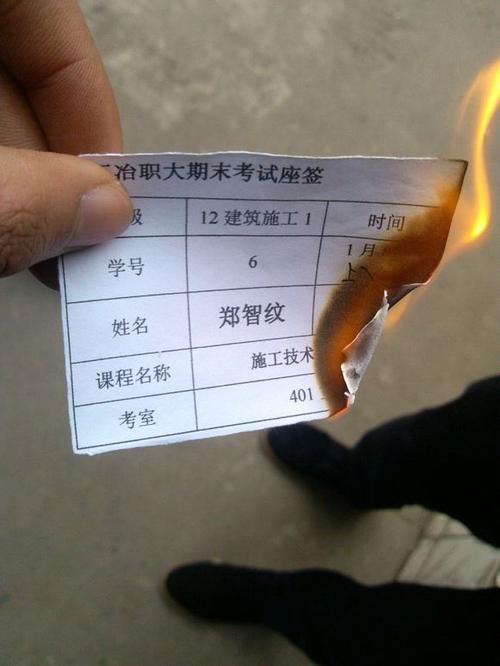 冶职大期末考试座签
级 12建筑施工1 时间
学号 6 1月
姓名 郑智纹 上
课程名称 施工技术
考室 401